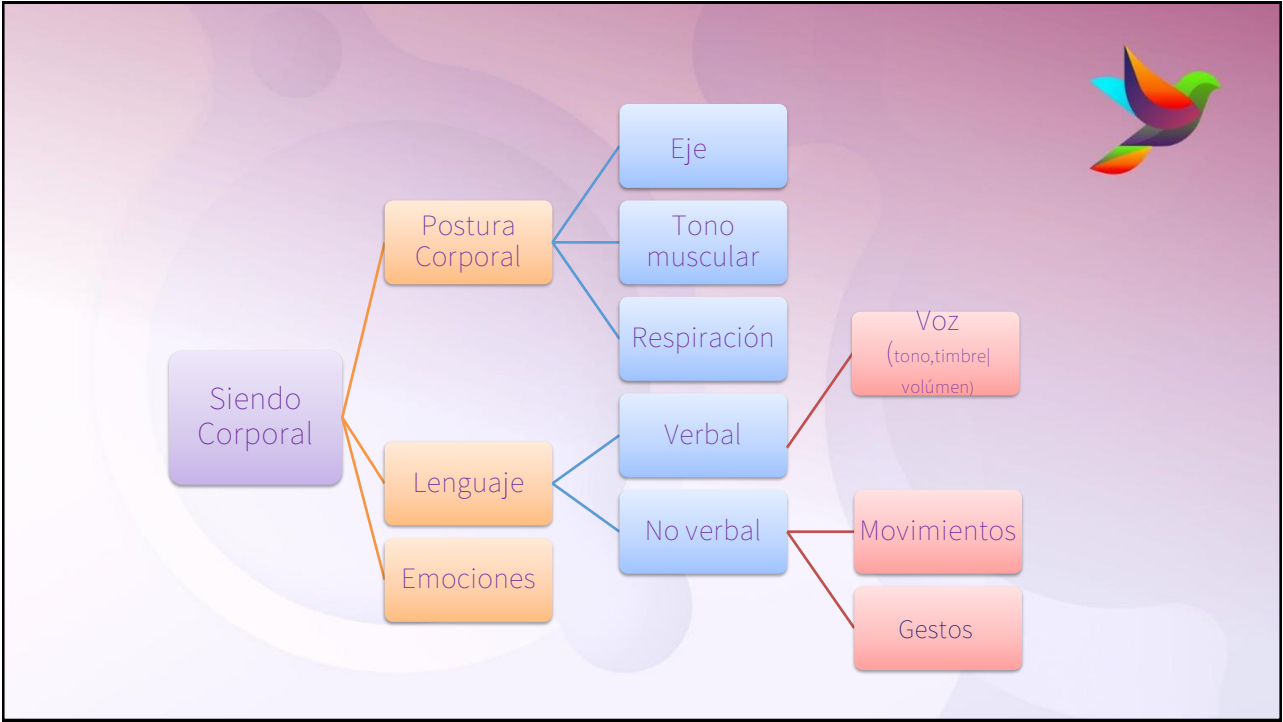 Eje
Postura
Corporal
Tono
muscular
Respiración
Voz
(tono,timbre|
volúmen)
Siendo
Corporal
Verbal
Lenguaje
No verbal
Movimientos
Emociones
Gestos